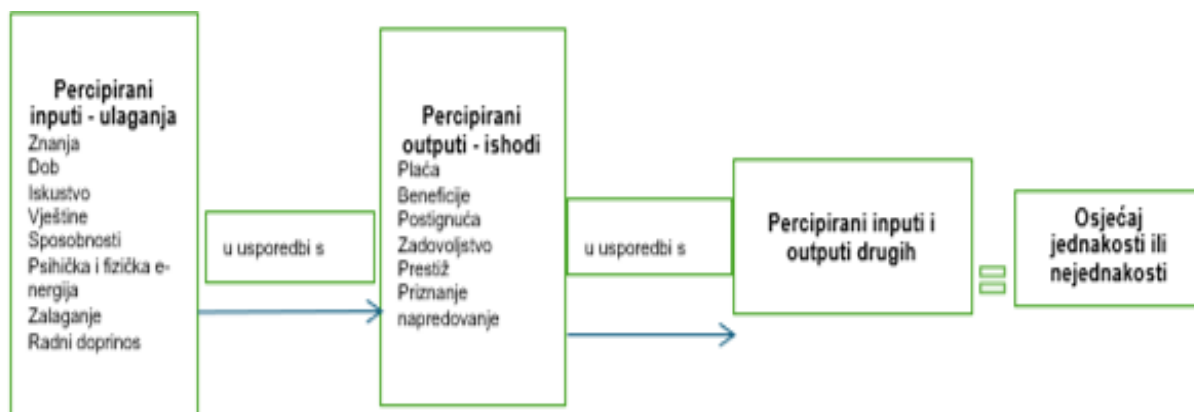 Percipirani
inputi - ulaganja
Znanja
Dob
Iskustvo
Vještine
Sposobnosti
Psihička i fizička e-
nergija
Zalaganje
Radni doprinos
u usporedbi s
Percipirani
outputi - ishodi
Plaća
Beneficije
Postignuća
Zadovoljstvo
Prestiž
Priznanje
napredovanje
u usporedbi s
Percipirani inputi i
outputi drugih
=
Osjećaj
jednakosti ili
nejednakosti